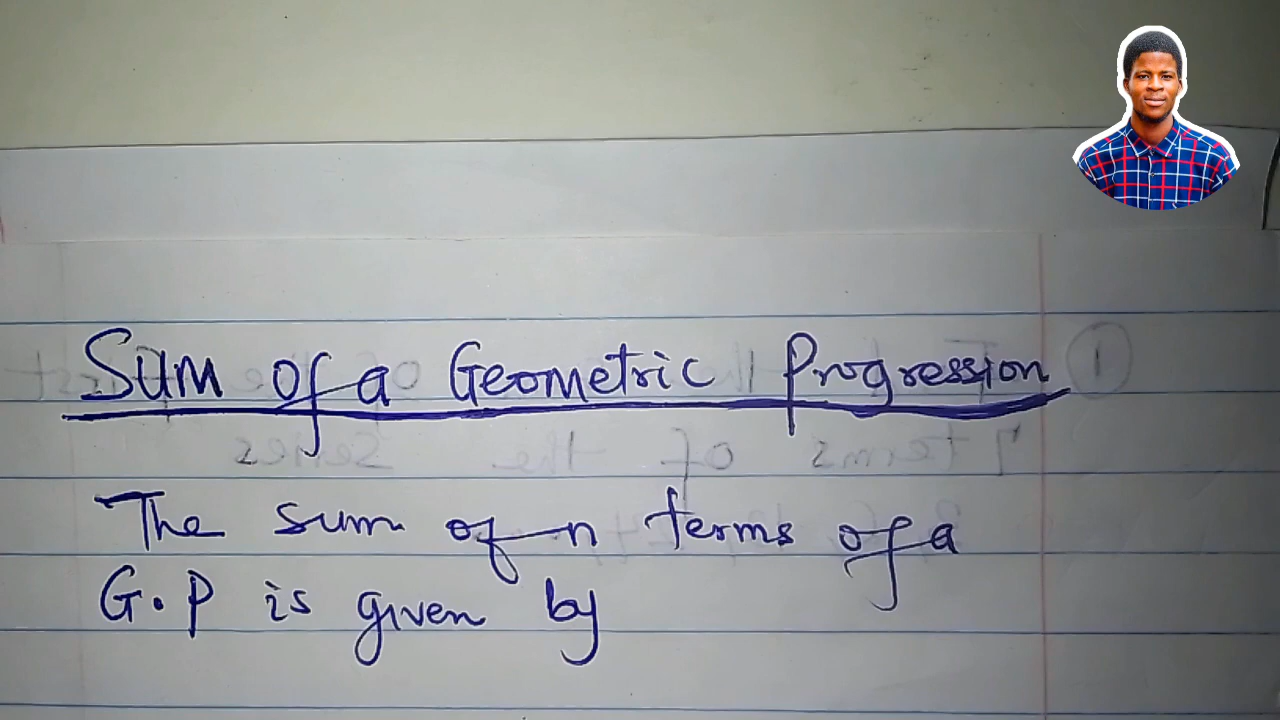 Sum of a Geometric Progression
The sum of n terms of a
G.P is given by